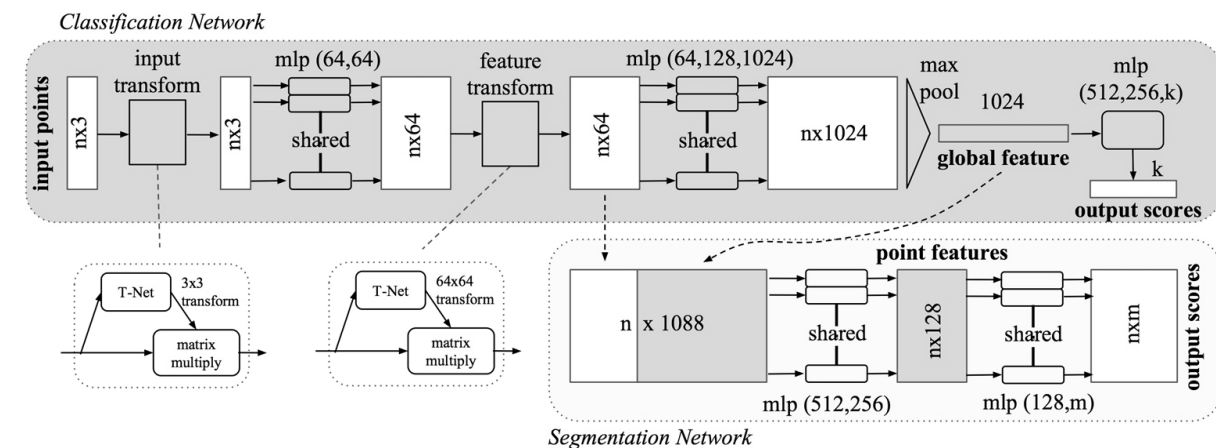 Classification Network
input points
nx3
input
transform
nx3
mlp (64,64)
shared
nx64
feature
transform
nx64
mlp (64,128,1024)
shared
nx1024
max
pool
1024
global feature
mlp
(512,256,k)
k
output scores
T-Net
3x3
transform
matrix
multiply
T-Net
64x64
transform
matrix
multiply
point features
n x 1088
shared
mlp (512,256)
nx128
shared
mlp (128,m)
nxm
output scores
Segmentation Network